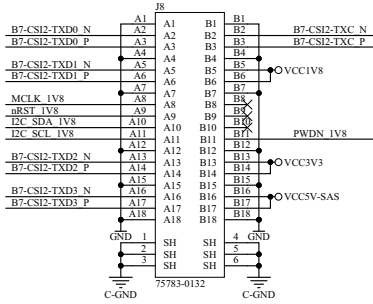 J8
A1 A1 B1 B1
B7-CSI2-TXD0_N A2 A2 B2 B2 B7-CSI2-TXC_N
B7-CSI2-TXD0_P A3 A3 B3 B3 B7-CSI2-TXC_P
A4 A4 B4 B4
B7-CSI2-TXD1_N A5 A5 B5 B5
B7-CSI2-TXD1_P A6 A6 B6 B6 VCC1V8
A7 A7 B7 B7
MCLK_1V8 A8 A8 B8 B8
nRST_1V8 A9 A9 B9 B9
I2C_SDA_1V8 A10 A10 B10 B10
I2C_SCL_1V8 A11 A11 B11 B11 PWDN_1V8
A12 A12 B12 B12
B7-CSI2-TXD2_N A13 A13 B13 B13 VCC3V3
B7-CSI2-TXD2_P A14 A14 B14 B14
A15 A15 B15 B15
B7-CSI2-TXD3_N A16 A16 B16 B16 VCC5V-SAS
B7-CSI2-TXD3_P A17 A17 B17 B17
A18 A18 B18 B18
GND GND
1 SH SH 4
2 SH SH 5
3 SH SH 6
C-GND 75783-0132 C-GND